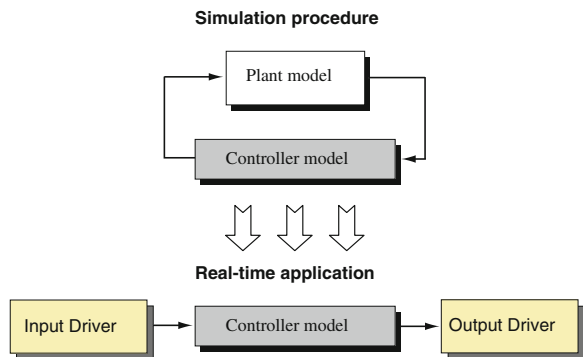 Simulation procedure
Plant model
Controller model
Real-time application
Input Driver
Controller model
Output Driver